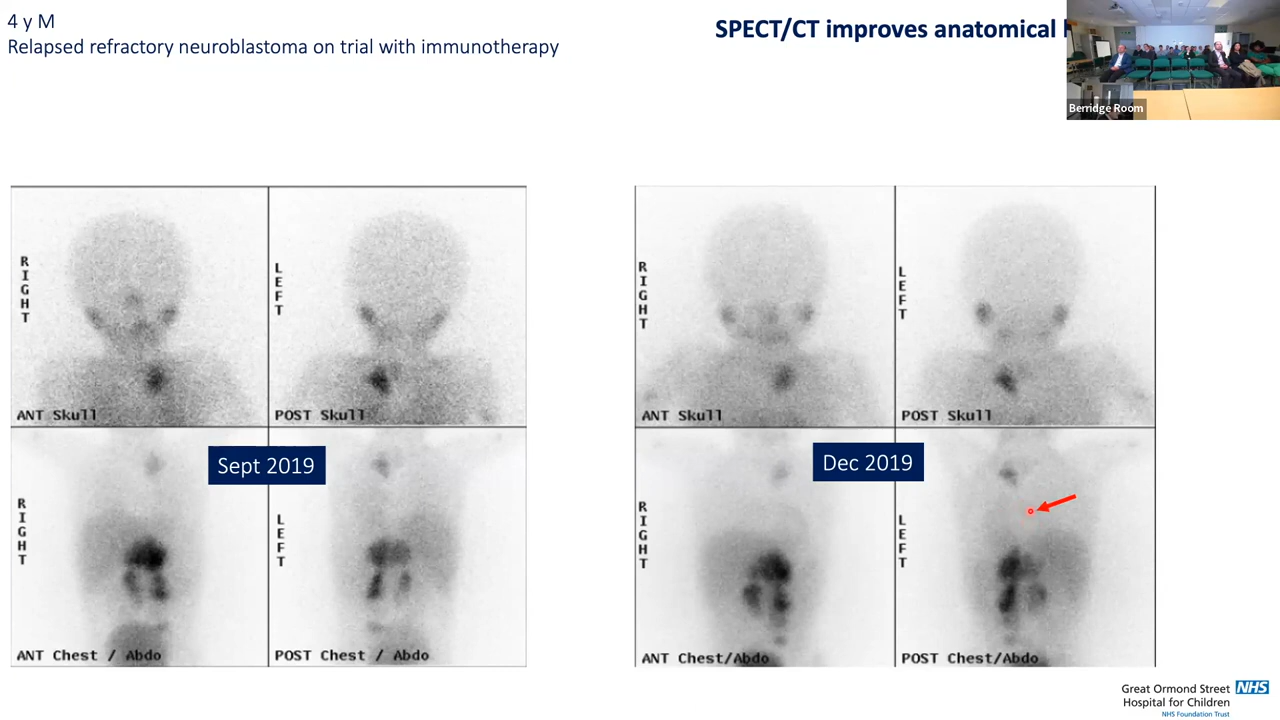 4 y M
Relapsed refractory neuroblastoma on trial with immunotherapy
SPECT/CT improves anatomical
Berridge Room
RIGHT
ANT Skull
LEFT
POST Skull
RIGHT
ANT Chest / Abdo
LEFT
POST Chest / Abdo
Sept 2019
RIGHT
ANT Skull
LEFT
POST Skull
RIGHT
ANT Chest/Abdo
LEFT
POST Chest/Abdo
Dec 2019
Great Ormond Street NHS
Hospital for Children
NHS Foundation Trust